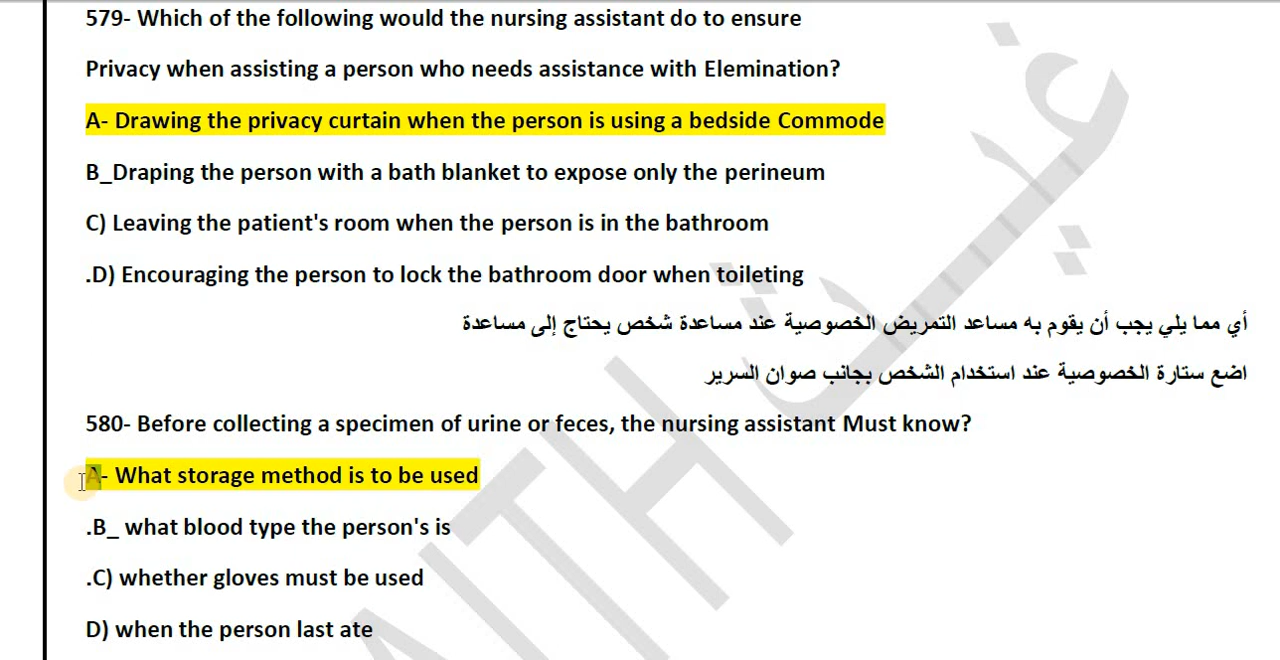 579- Which of the following would the nursing assistant do to ensure
Privacy when assisting a person who needs assistance with Elemination?
A- Drawing the privacy curtain when the person is using a bedside Commode
B_Draping the person with a bath blanket to expose only the perineum
C) Leaving the patient's room when the person is in the bathroom
.D) Encouraging the person to lock the bathroom door when toileting
أي مما يلي يجب أن يقوم به مساعد التمريض الخصوصية عند مساعدة شخص يحتاج إلى مساعدة
اضع ستارة الخصوصية عند استخدام الشخص بجانب صوان السرير
580- Before collecting a specimen of urine or feces, the nursing assistant Must know?
A- What storage method is to be used
.B_ what blood type the person's is
.C) whether gloves must be used
D) when the person last ate